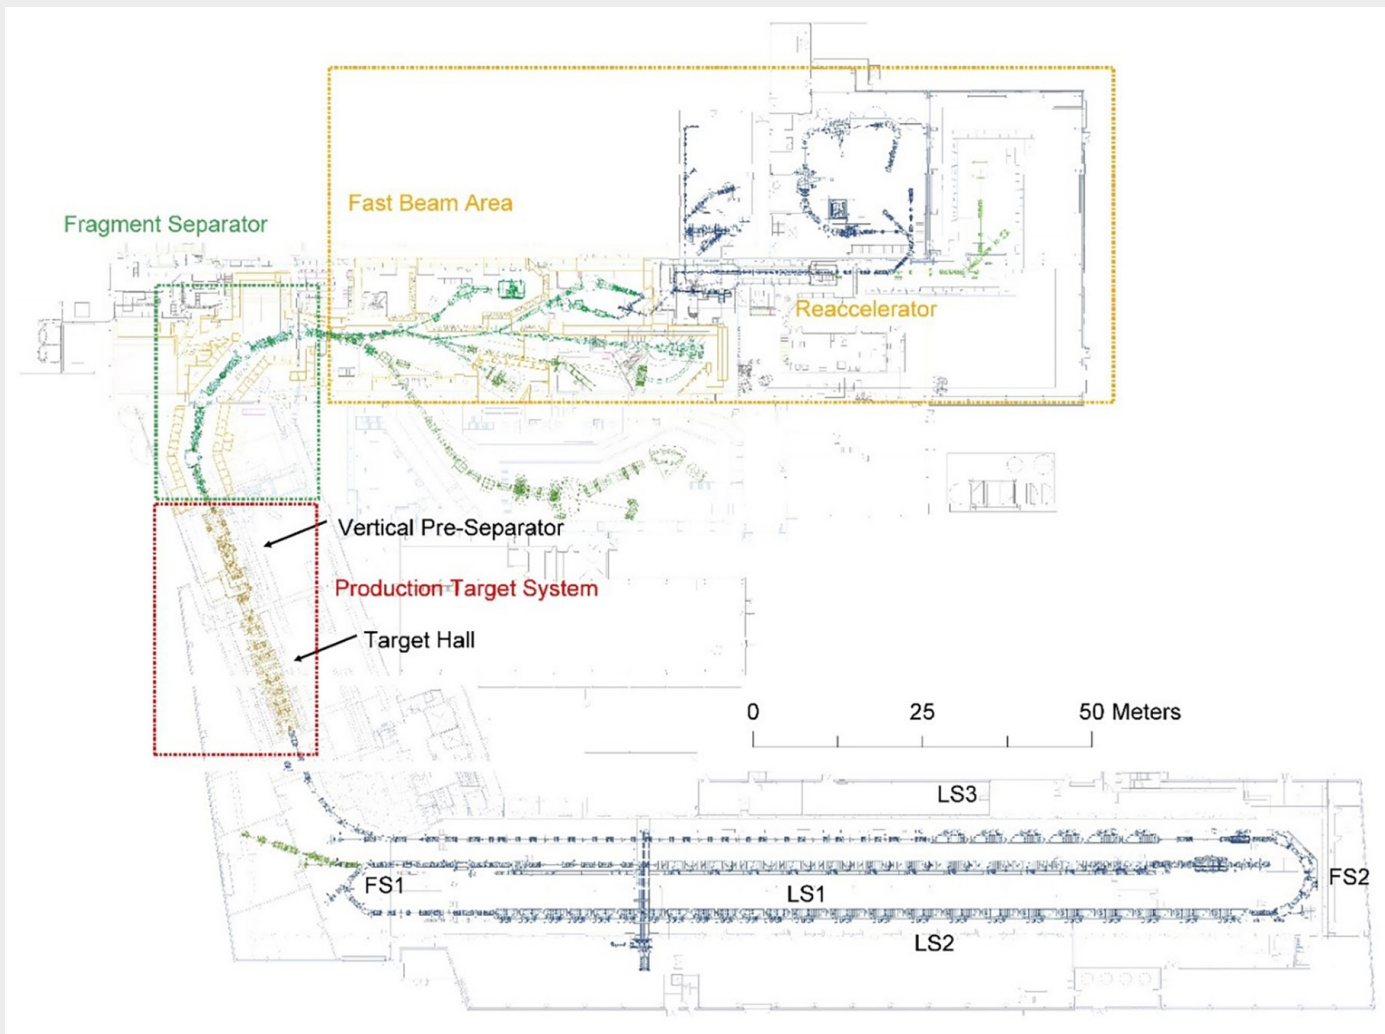 Fast Beam Area
Fragment Separator
Reaccelerator
Vertical Pre-Separator
Production Target System
Target Hall
0 25 50 Meters
LS3
FS1
LS1
FS2
LS2